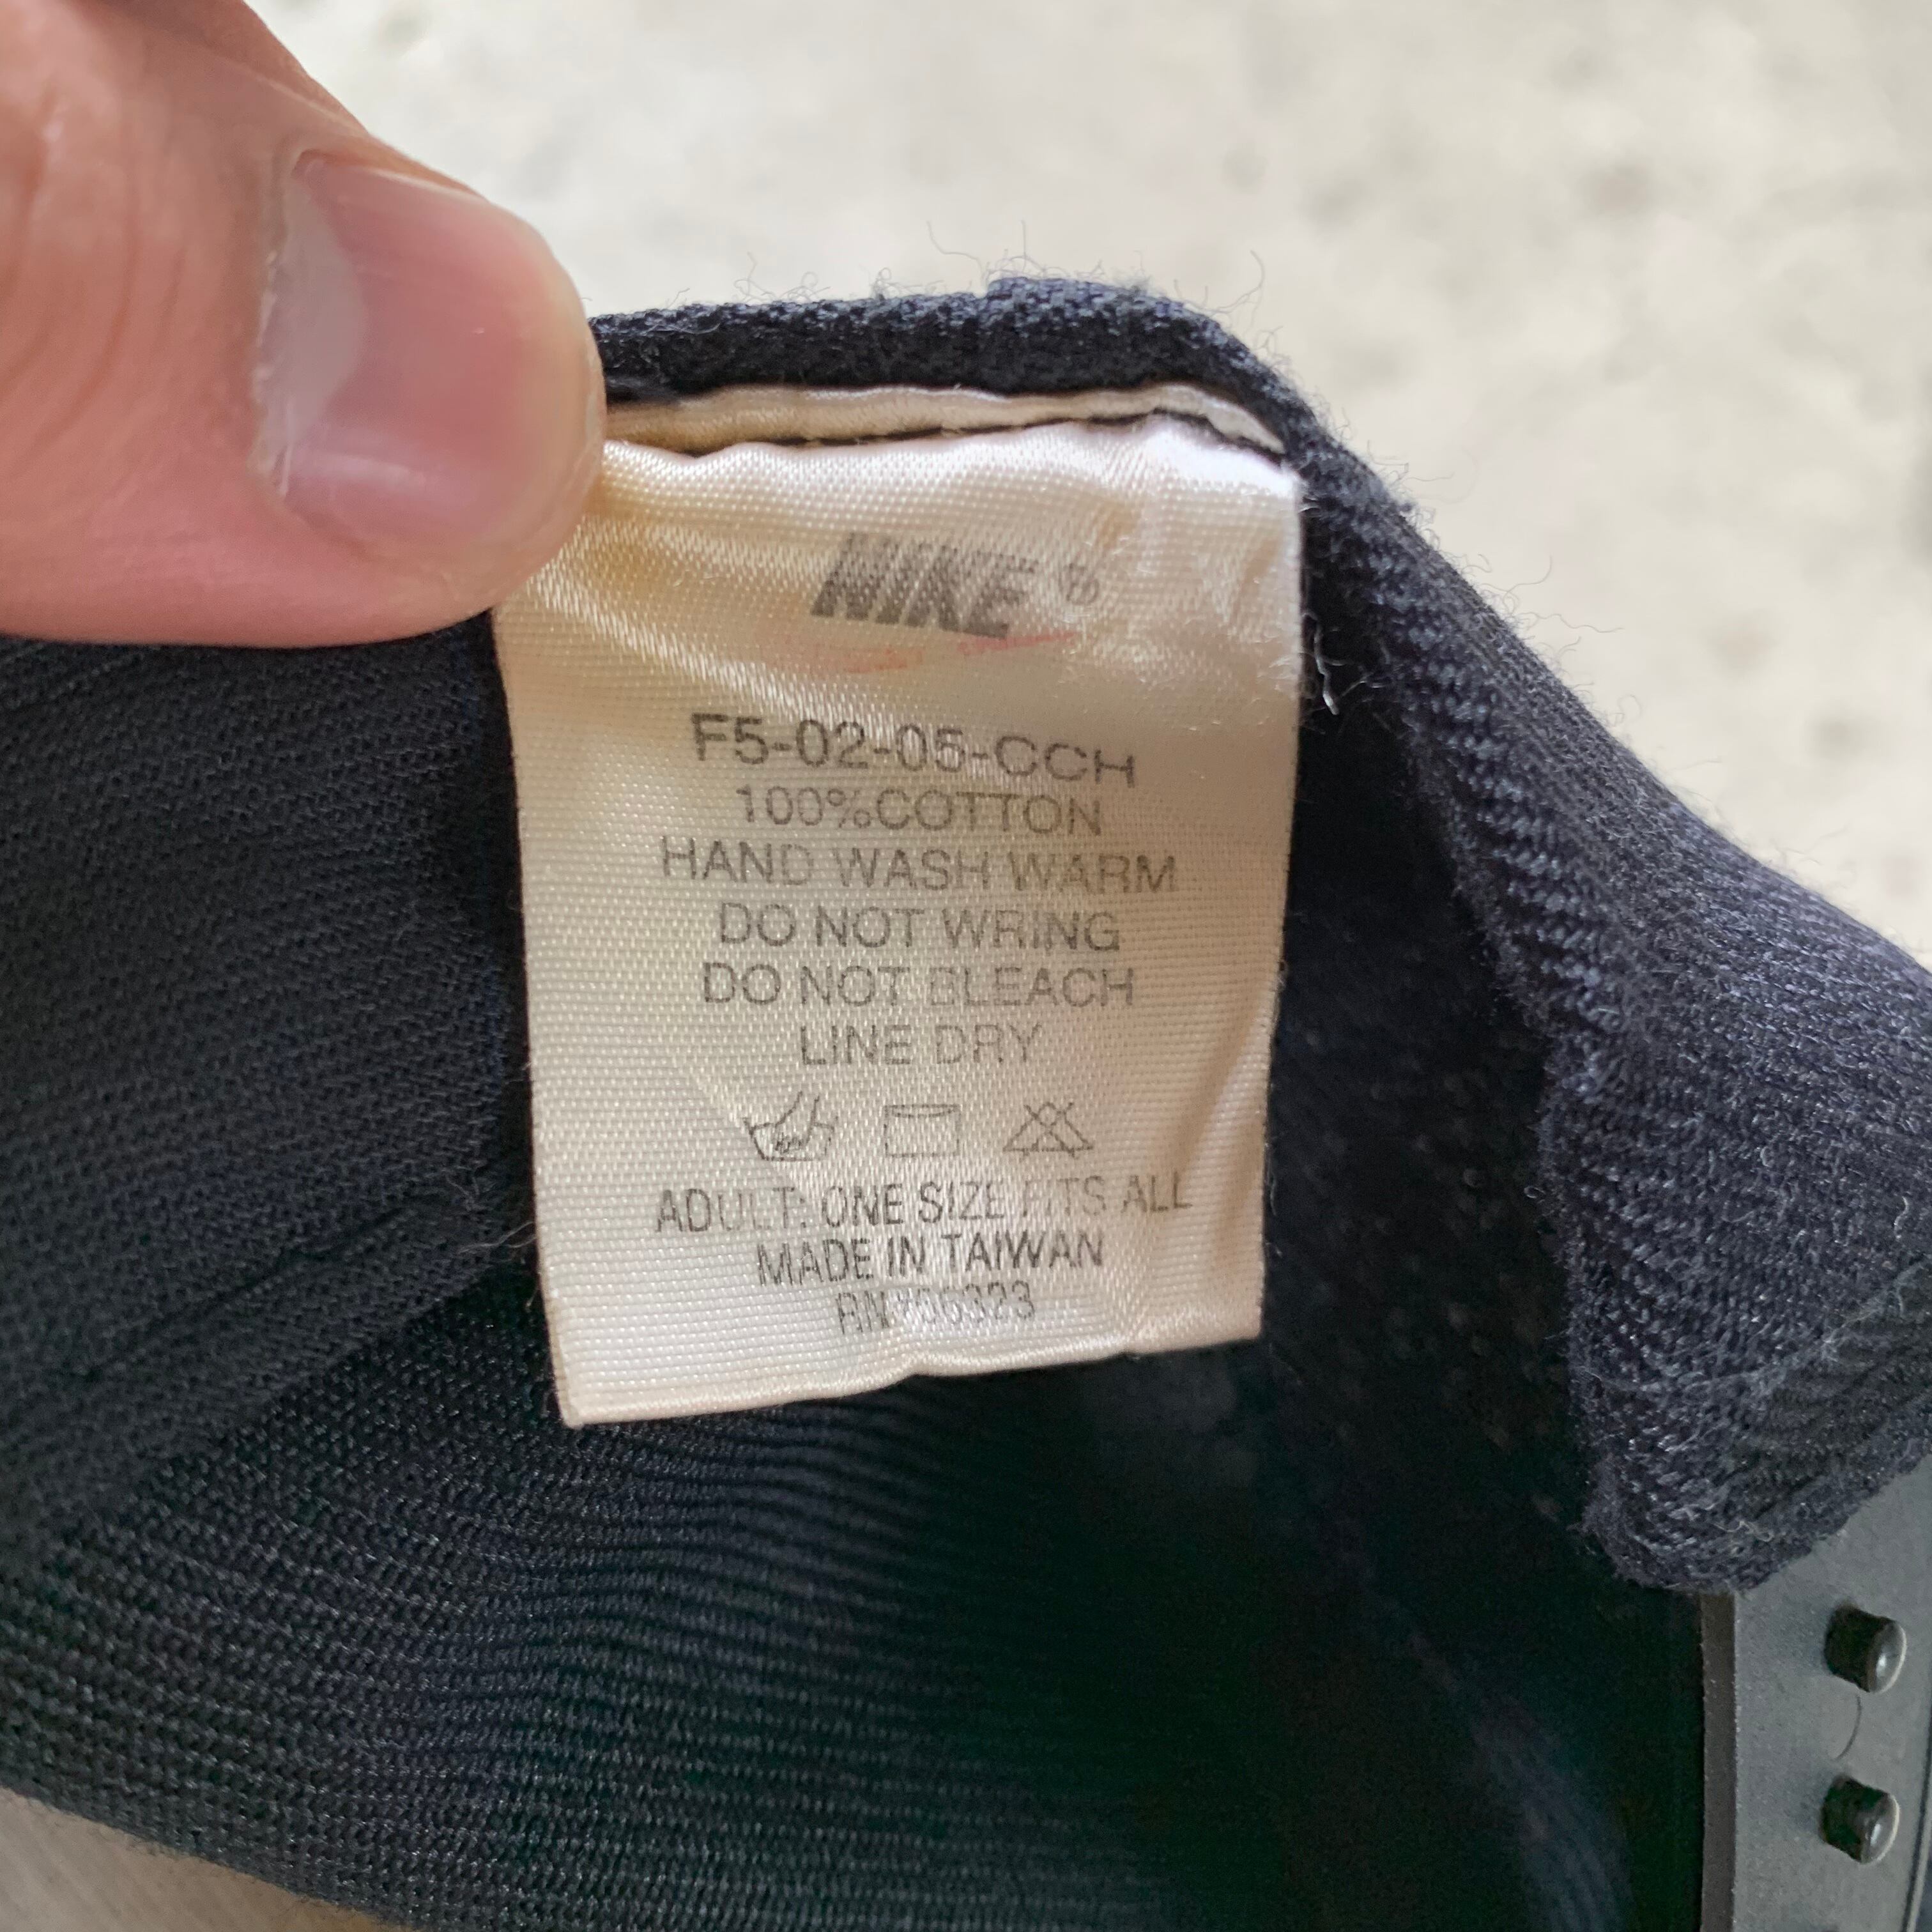 NIKE ®
F5-02-05-CCH
100%COTTON
HAND WASH WARM
DO NOT WRING
DO NOT BLEACH
LINE DRY
ADULT: ONE SIZE FITS ALL
MADE IN TAIWAN